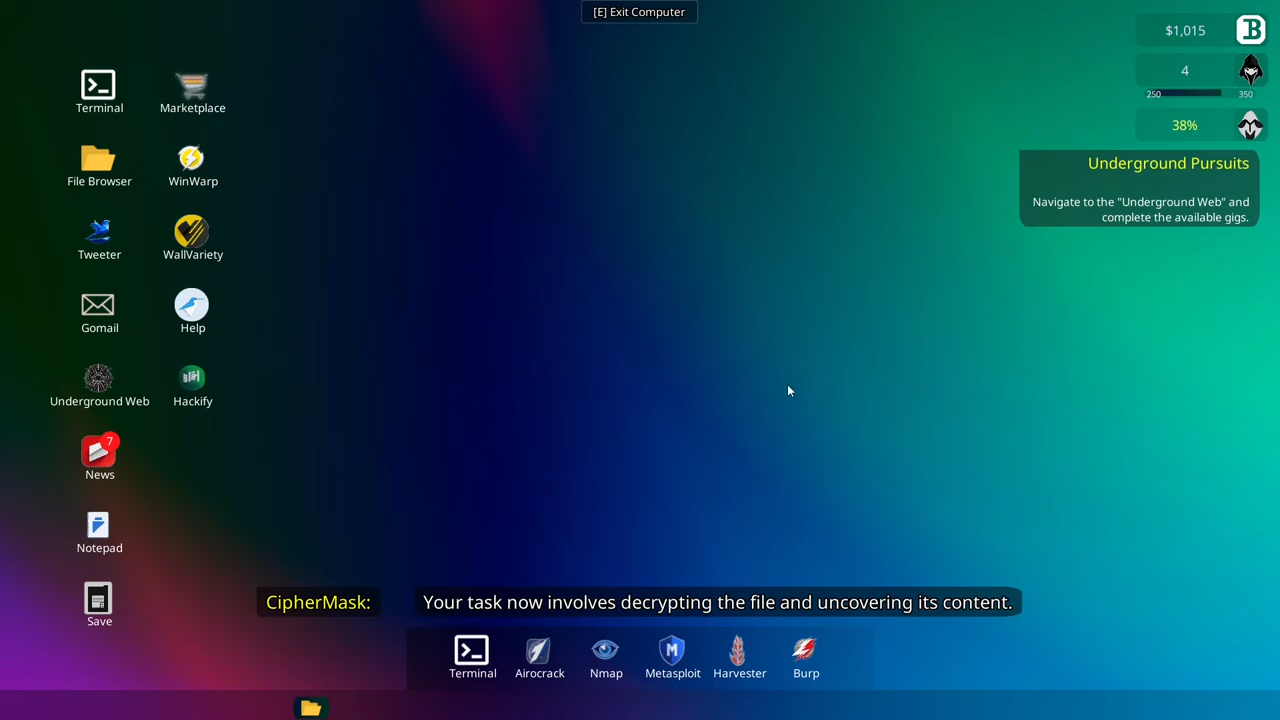 [E] Exit Computer
$1,015
B
4
250
350
38%
Underground Pursuits
Navigate to the "Underground Web" and
complete the available gigs.
Terminal
Marketplace
File Browser
WinWarp
Tweeter
WallVariety
Gomail
Help
Underground Web
Hackify
7
News
Notepad
Save
CipherMask:
Your task now involves decrypting the file and uncovering its content.
M
Terminal
Airocrack
Nmap
Metasploit
Harvester
Burp